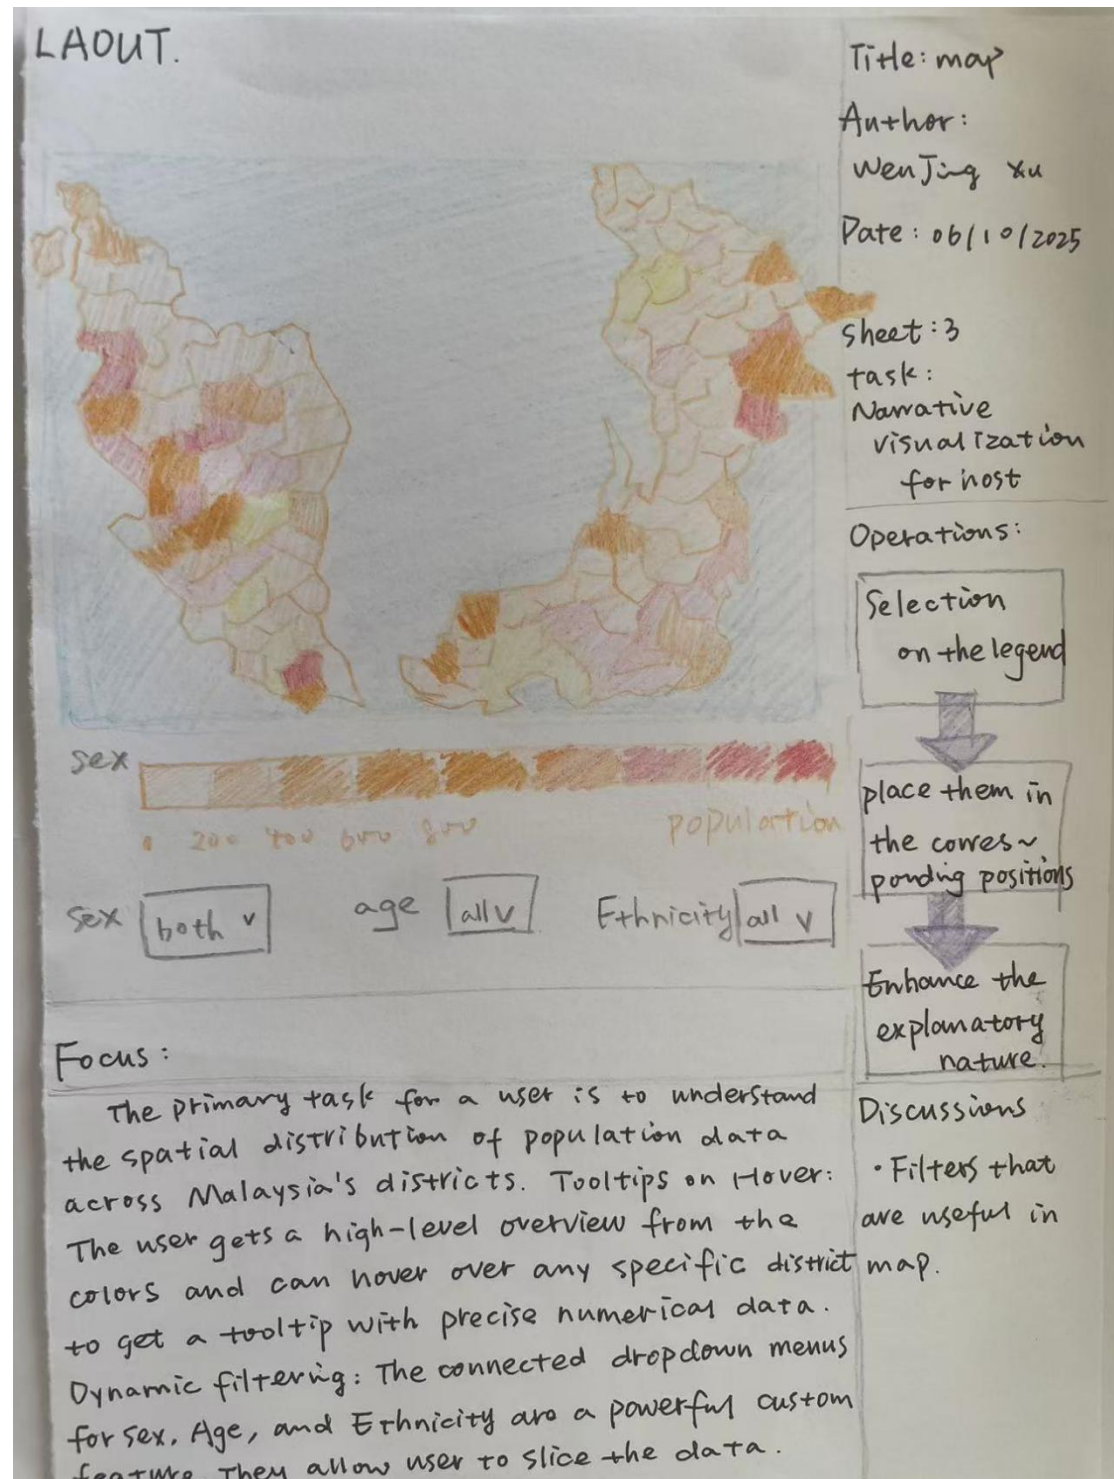 LAOUT.
sex
0 200 400 600 800
population
sex both v
age all v
Ethnicity all v
Focus:
The primary task for a user is to understand
the spatial distribution of population data
across Malaysia's districts. Tooltips on Hover:
The user gets a high-level overview from the
colors and can hover over any specific district
to get a tooltip with precise numerical data.
Dynamic filtering: The connected dropdown menus
for sex, Age, and Ethnicity are a powerful custom
feature. They allow user to slice the data.
Title: map
Author:
WenJing Xu
Date: 06/10/2025
sheet: 3
task:
Narrative
visualization
for host
Operations:
Selection
on the legend
place them in
the corres~
ponding positions
Enhance the
explanatory
nature.
Discussions
· Filters that
are useful in
map.